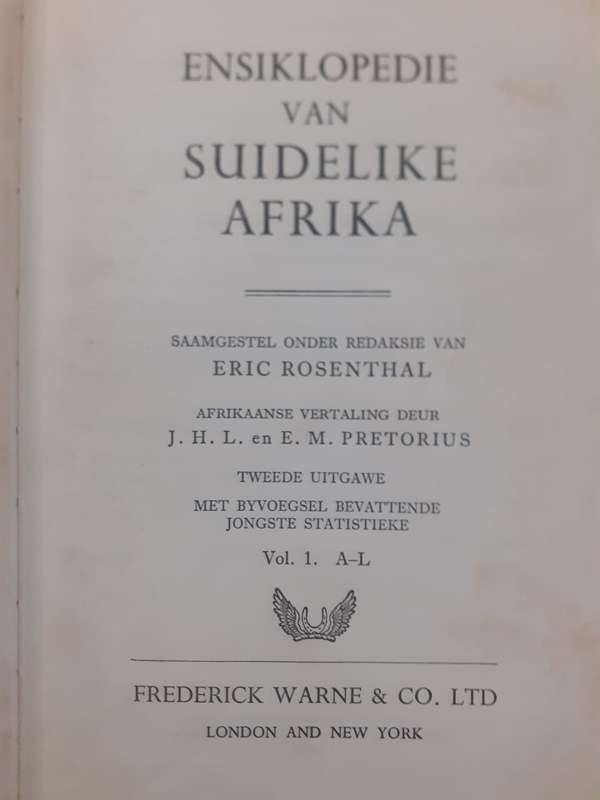 ENSIKLOPEDIE
VAN
SUIDELIKE
AFRIKA
SAAMGESTEL ONDER REDAKSIE VAN
ERIC ROSENTHAL
AFRIKAANSE VERTALING DEUR
J. H. L. en E. M. PRETORIUS
TWEEDE UITGAWE
MET BYVOEGSEL BEVATTENDE
JONGSTE STATISTIEKE
Vol. 1. A–L
FREDERICK WARNE & CO. LTD
LONDON AND NEW YORK